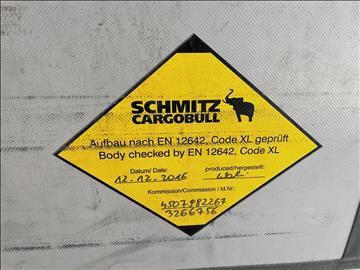 SCHMITZ
CARGOBULL
Aufbau nach EN 12642, Code XL geprüft
Body checked by EN 12642, Code XL
Datum/ Date: produced/hergestellt:
12.12.2016
Kommission/Commission / Id.Nr.:
4507982267
3266756